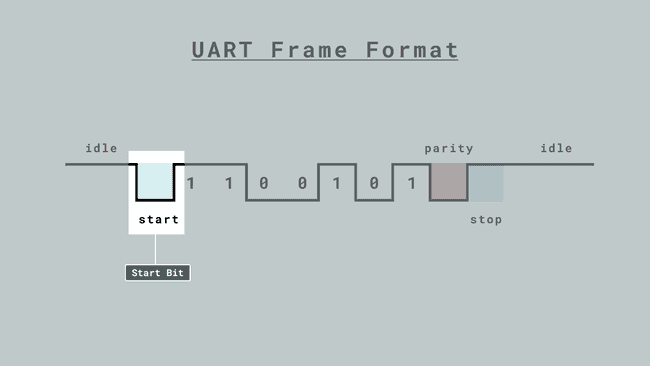 UART Frame Format
idle parity idle
1 1 0 0 1 0 1
start stop
Start Bit